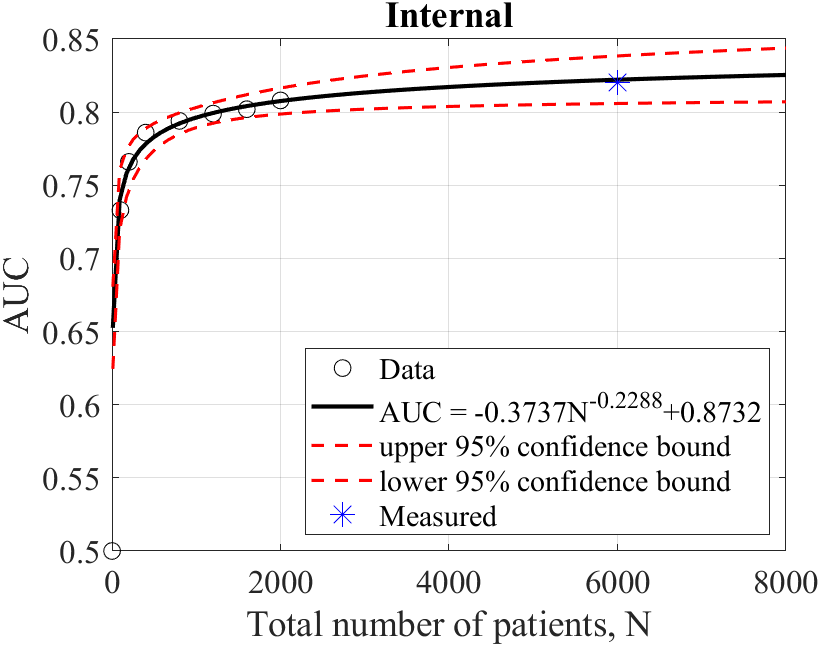 Internal
0.85
0.8
0.75
0.7
0.65
0.6
0.55
0.5
AUC
Data
AUC = -0.3737N^-0.2288+0.8732
upper 95% confidence bound
lower 95% confidence bound
Measured
0 2000 4000 6000 8000
Total number of patients, N